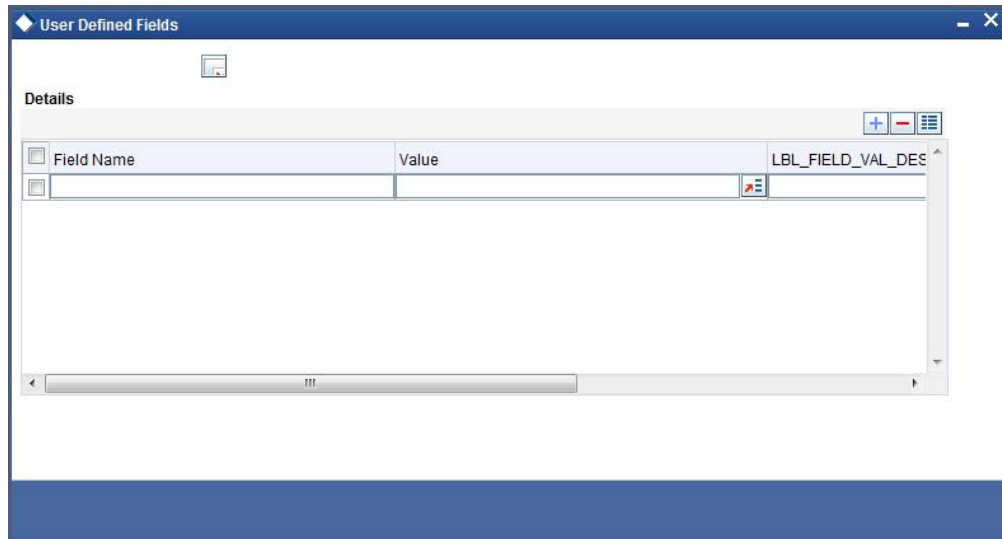 User Defined Fields
Details
Field Name Value LBL_FIELD_VAL_DES